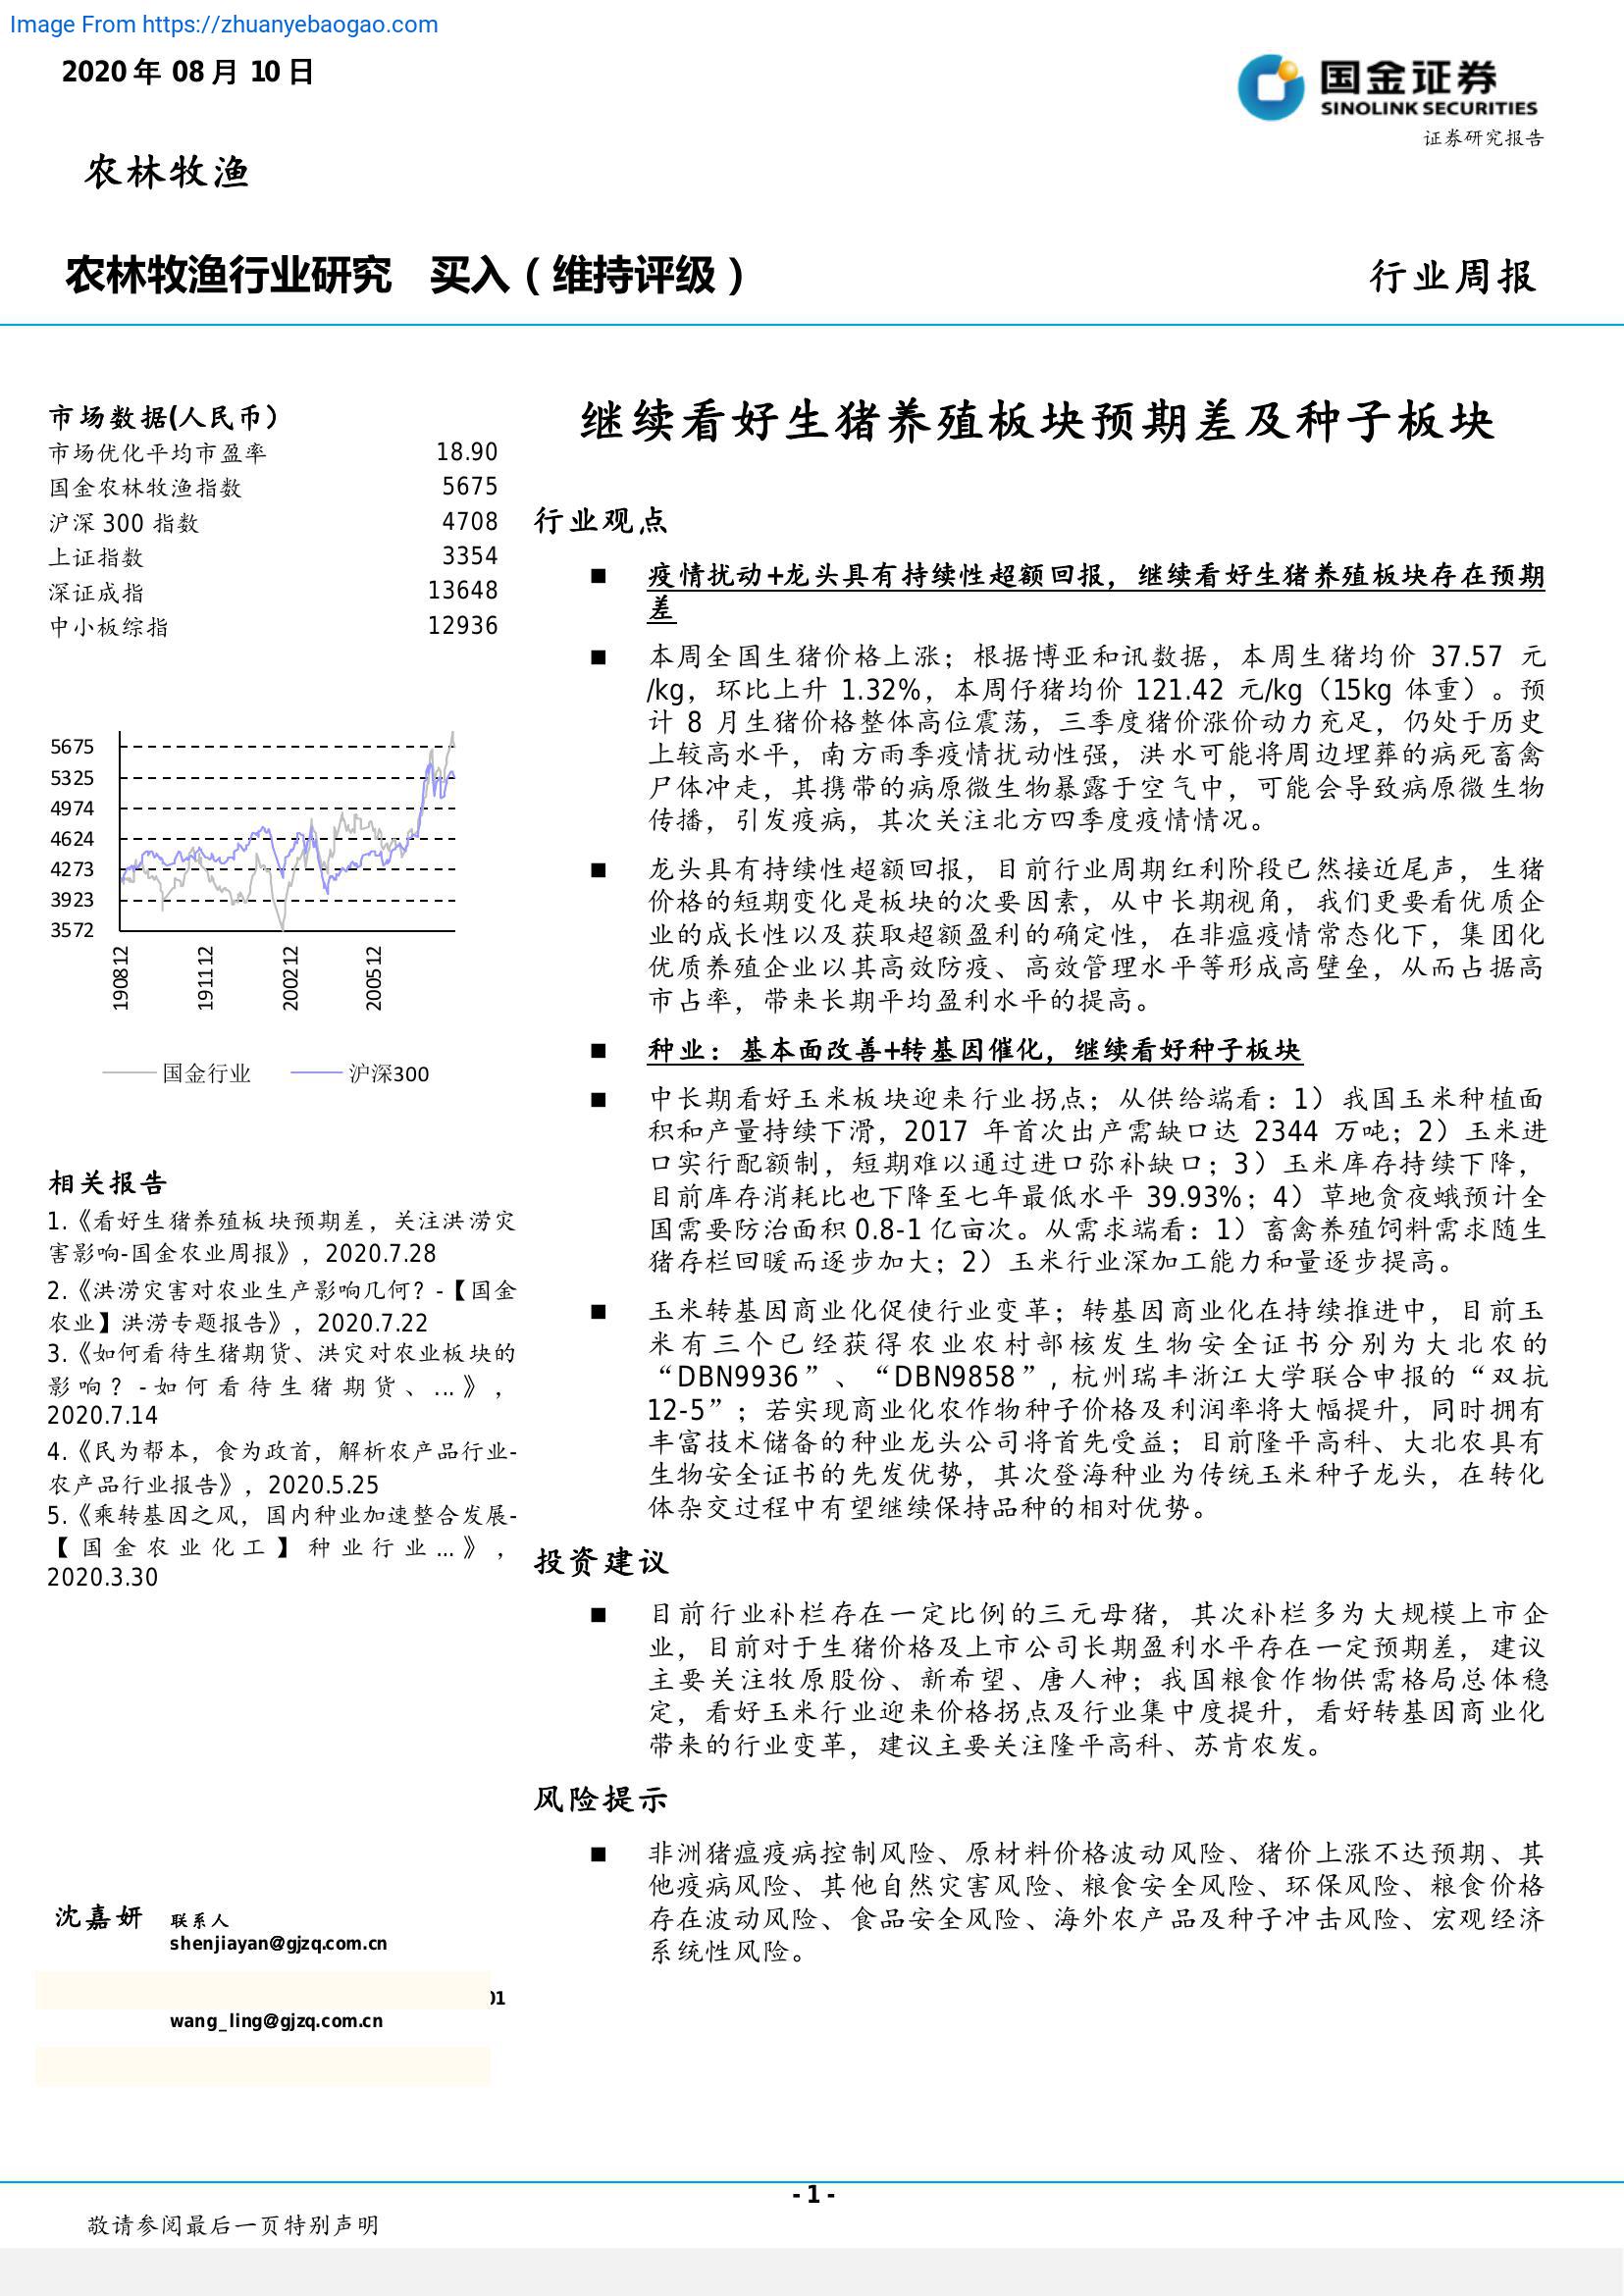 Image From https://zhuanyebaogao.com
2020 年 08 月 10 日
国金证券
SINOLINK SECURITIES
证券研究报告
农林牧渔
农林牧渔行业研究 买入（维持评级）
行业周报
市场数据(人民币）
市场优化平均市盈率 18.90
国金农林牧渔指数 5675
沪深 300 指数 4708
上证指数 3354
深证成指 13648
中小板综指 12936
5675
5325
4974
4624
4273
3923
3572
190812
191112
200212
200512
国金行业 沪深300
相关报告
1.《看好生猪养殖板块预期差，关注洪涝灾
害影响-国金农业周报》，2020.7.28
2.《洪涝灾害对农业生产影响几何？-【国金
农业】洪涝专题报告》，2020.7.22
3.《如何看待生猪期货、洪灾对农业板块的
影响？-如何看待生猪期货、...》，
2020.7.14
4.《民为帮本，食为政首，解析农产品行业-
农产品行业报告》，2020.5.25
5.《乘转基因之风，国内种业加速整合发展-
【国金农业化工】种业行业...》，
2020.3.30
沈嘉妍 联系人
shenjiayan@gjzq.com.cn
01
wang_ling@gjzq.com.cn
继续看好生猪养殖板块预期差及种子板块
行业观点
■ 疫情扰动+龙头具有持续性超额回报，继续看好生猪养殖板块存在预期
差
■ 本周全国生猪价格上涨；根据博亚和讯数据，本周生猪均价 37.57 元
/kg，环比上升 1.32%，本周仔猪均价 121.42 元/kg（15kg 体重）。预
计 8 月生猪价格整体高位震荡，三季度猪价涨价动力充足，仍处于历史
上较高水平，南方雨季疫情扰动性强，洪水可能将周边埋葬的病死畜禽
尸体冲走，其携带的病原微生物暴露于空气中，可能会导致病原微生物
传播，引发疫病，其次关注北方四季度疫情情况。
■ 龙头具有持续性超额回报，目前行业周期红利阶段已然接近尾声，生猪
价格的短期变化是板块的次要因素，从中长期视角，我们更要看优质企
业的成长性以及获取超额盈利的确定性，在非瘟疫情常态化下，集团化
优质养殖企业以其高效防疫、高效管理水平等形成高壁垒，从而占据高
市占率，带来长期平均盈利水平的提高。
■ 种业：基本面改善+转基因催化，继续看好种子板块
■ 中长期看好玉米板块迎来行业拐点；从供给端看：1）我国玉米种植面
积和产量持续下滑，2017 年首次出产需缺口达 2344 万吨；2）玉米进
口实行配额制，短期难以通过进口弥补缺口；3）玉米库存持续下降，
目前库存消耗比也下降至七年最低水平 39.93%；4）草地贪夜蛾预计全
国需要防治面积 0.8-1 亿亩次。从需求端看：1）畜禽养殖饲料需求随生
猪存栏回暖而逐步加大；2）玉米行业深加工能力和量逐步提高。
■ 玉米转基因商业化促使行业变革；转基因商业化在持续推进中，目前玉
米有三个已经获得农业农村部核发生物安全证书分别为大北农的
“DBN9936”、“DBN9858”, 杭州瑞丰浙江大学联合申报的“双抗
12-5”；若实现商业化农作物种子价格及利润率将大幅提升，同时拥有
丰富技术储备的种业龙头公司将首先受益；目前隆平高科、大北农具有
生物安全证书的先发优势，其次登海种业为传统玉米种子龙头，在转化
体杂交过程中有望继续保持品种的相对优势。
投资建议
■ 目前行业补栏存在一定比例的三元母猪，其次补栏多为大规模上市企
业，目前对于生猪价格及上市公司长期盈利水平存在一定预期差，建议
主要关注牧原股份、新希望、唐人神；我国粮食作物供需格局总体稳
定，看好玉米行业迎来价格拐点及行业集中度提升，看好转基因商业化
带来的行业变革，建议主要关注隆平高科、苏肯农发。
风险提示
■ 非洲猪瘟疫病控制风险、原材料价格波动风险、猪价上涨不达预期、其
他疫病风险、其他自然灾害风险、粮食安全风险、环保风险、粮食价格
存在波动风险、食品安全风险、海外农产品及种子冲击风险、宏观经济
系统性风险。
- 1 -
敬请参阅最后一页特别声明